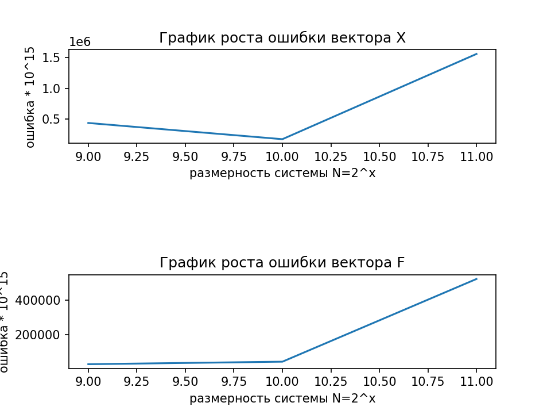 График роста ошибки вектора X
1e6
ошибка * 10^15
1.5
1.0
0.5
9.00 9.25 9.50 9.75 10.00 10.25 10.50 10.75 11.00
размерность системы N=2^x
График роста ошибки вектора F
ошибка * 10^15
400000
200000
9.00 9.25 9.50 9.75 10.00 10.25 10.50 10.75 11.00
размерность системы N=2^x